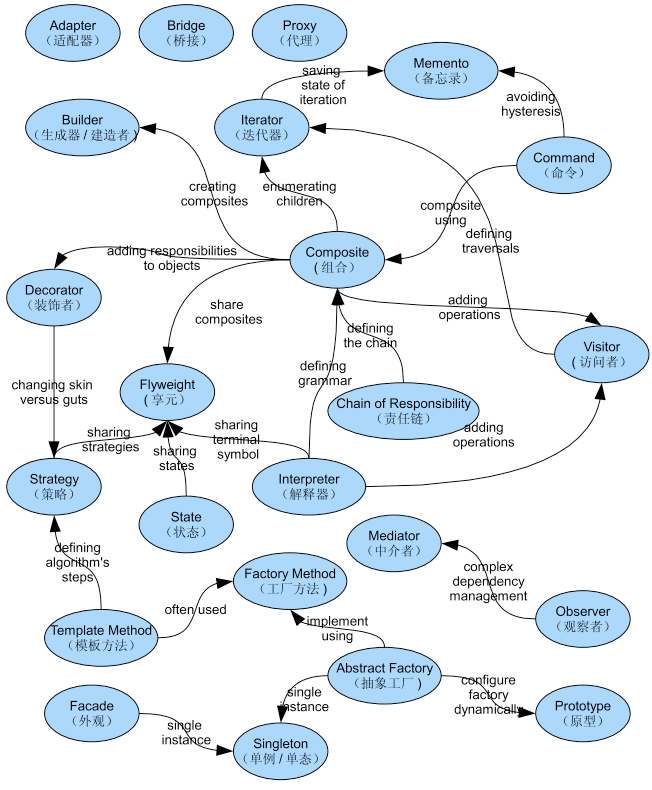 Adapter
（适配器）
Bridge
（桥接）
Proxy
（代理）
Memento
（备忘录）
saving
state of
iteration
avoiding
hysteresis
Builder
（生成器 / 建造者）
Iterator
（迭代器）
Command
（命令）
creating
composites
enumerating
children
composite
using
defining
traversals
adding responsibilities
to objects
Composite
( 组合）
Decorator
（装饰者）
share
composites
adding
operations
defining
the chain
Visitor
( 访问者）
changing skin
versus guts
Flyweight
( 享元）
defining
grammar
Chain of Responsibility
（责任链）
sharing
strategies
sharing
states
sharing
terminal
symbol
adding
operations
Strategy
（策略）
Interpreter
（解释器）
State
（状态）
Mediator
（中介者）
defining
algorithm's
steps
Factory Method
（工厂方法 )
complex
dependency
management
often used
Observer
（观察者）
Template Method
（模板方法）
implement
using
Abstract Factory
（抽象工厂 )
single
instance
configure
factory
dynamically
Facade
（外观）
Prototype
（原型）
single
instance
Singleton
（单例 / 单态）